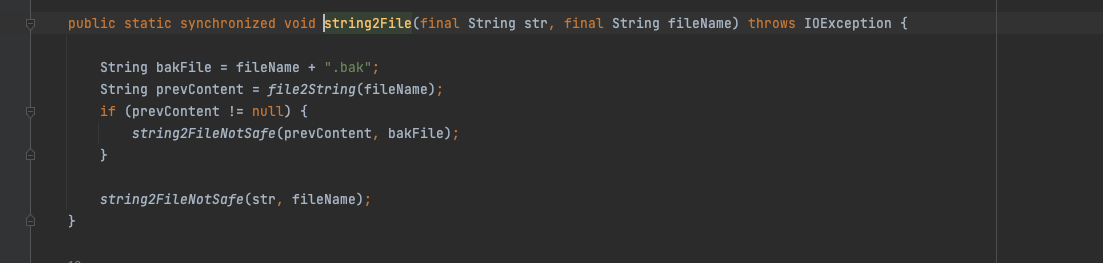 public static synchronized void string2File(final String str, final String fileName) throws IOException {
String bakFile = fileName + ".bak";
String prevContent = file2String(fileName);
if (prevContent != null) {
string2FileNotSafe(prevContent, bakFile);
}
string2FileNotSafe(str, fileName);
}